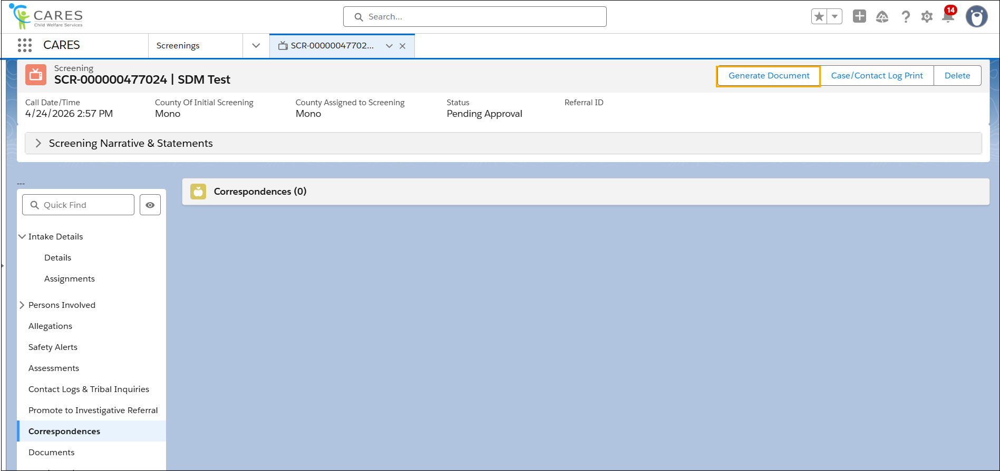 CARES
Child Welfare Services
Search...
14
CARES
Screenings
SCR-00000047702...
Screening
SCR-000000477024 | SDM Test
Generate Document
Case/Contact Log Print
Delete
Call Date/Time
4/24/2026 2:57 PM
County Of Initial Screening
Mono
County Assigned to Screening
Mono
Status
Pending Approval
Referral ID
Screening Narrative & Statements
---
Quick Find
Correspondences (0)
Intake Details
Details
Assignments
Persons Involved
Allegations
Safety Alerts
Assessments
Contact Logs & Tribal Inquiries
Promote to Investigative Referral
Correspondences
Documents